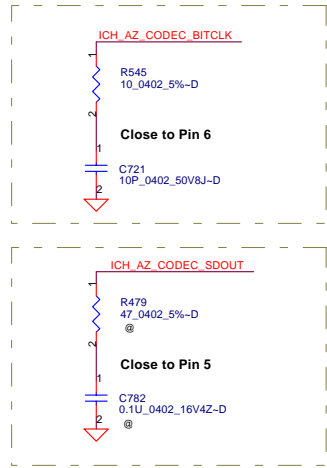 ICH_AZ_CODEC_BITCLK
1
R545
10_0402_5%~D
2
Close to Pin 6
1
C721
10P_0402_50V8J~D
2
ICH_AZ_CODEC_SDOUT
1
R479
47_0402_5%~D
@
2
Close to Pin 5
1
C782
0.1U_0402_16V4Z~D
2
@